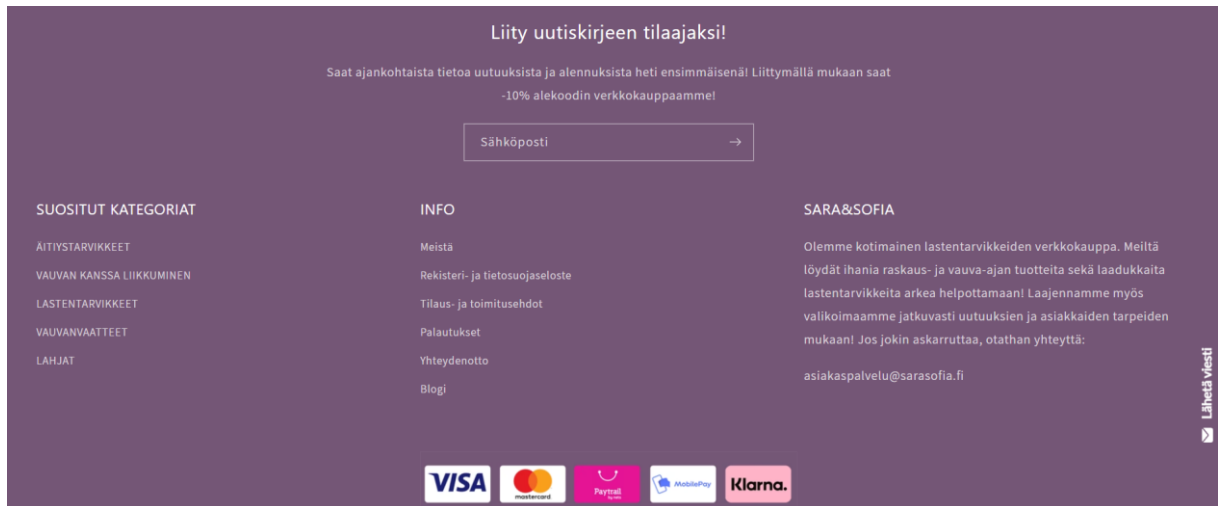 Liity uutiskirjeen tilaajaksi!
Saat ajankohtaista tietoa uutuuksista ja alennuksista heti ensimmäisenä! Liittymällä mukaan saat
-10% alekoodin verkkokauppaamme!
Sähköposti →
SUOSITUT KATEGORIAT
ÄITIYSTARVIKKEET
VAUVAN KANSSA LIIKKUMINEN
LASTENTARVIKKEET
VAUVANVAATTEET
LAHJAT
INFO
Meistä
Rekisteri- ja tietosuojaseloste
Tilaus- ja toimitusehdot
Palautukset
Yhteydenotto
Blogi
SARA&SOFIA
Olemme kotimainen lastentarvikkeiden verkkokauppa. Meiltä
löydät ihania raskaus- ja vauva-ajan tuotteita sekä laadukkaita
lastentarvikkeita arkea helpottamaan! Laajennamme myös
valikoimaamme jatkuvasti uutuuksien ja asiakkaiden tarpeiden
mukaan! Jos jokin askarruttaa, otathan yhteyttä:
asiakaspalvelu@sarasofia.fi
Lähetä viesti
VISA
mastercard
Paytrail
MobilePay
Klarna.